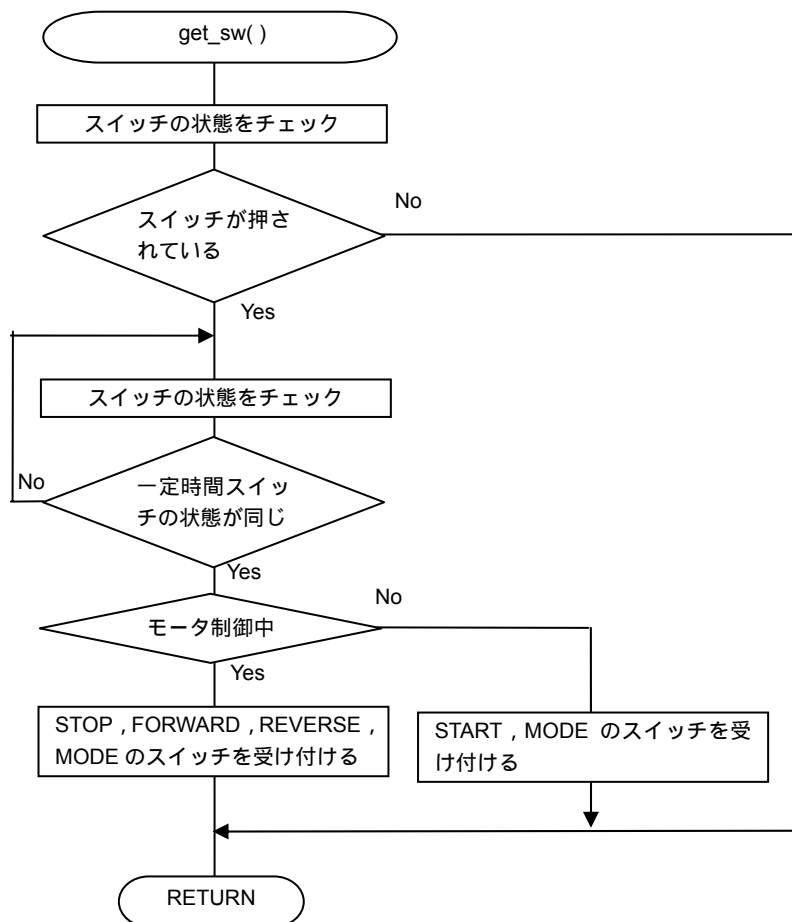 get_sw( )
スイッチの状態をチェック
スイッチが押さ
れている
No
Yes
スイッチの状態をチェック
No
一定時間スイッ
チの状態が同じ
Yes
No
モータ制御中
Yes
STOP , FORWARD , REVERSE ,
MODE のスイッチを受け付ける
START , MODE のスイッチを受
け付ける
RETURN